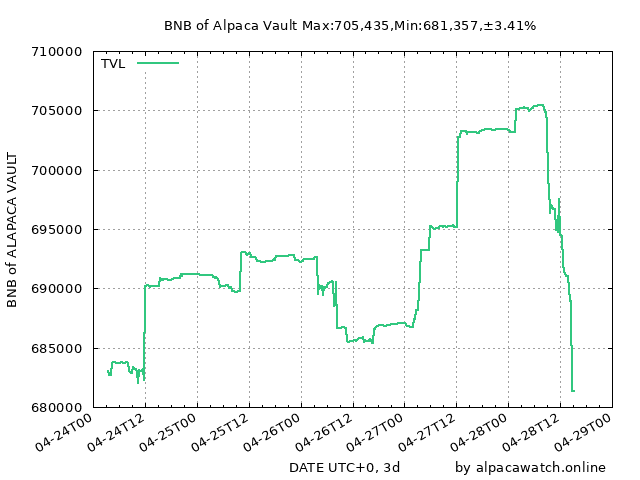 BNB of Alpaca Vault Max:705,435,Min:681,357,±3.41%
710000
705000
700000
695000
690000
685000
680000
TVL
BNB of ALAPACA VAULT
04-24T00
04-24T12
04-25T00
04-25T12
04-26T00
04-26T12
04-27T00
04-27T12
04-28T00
04-28T12
04-29T00
DATE UTC+0, 3d
by alpacawatch.online